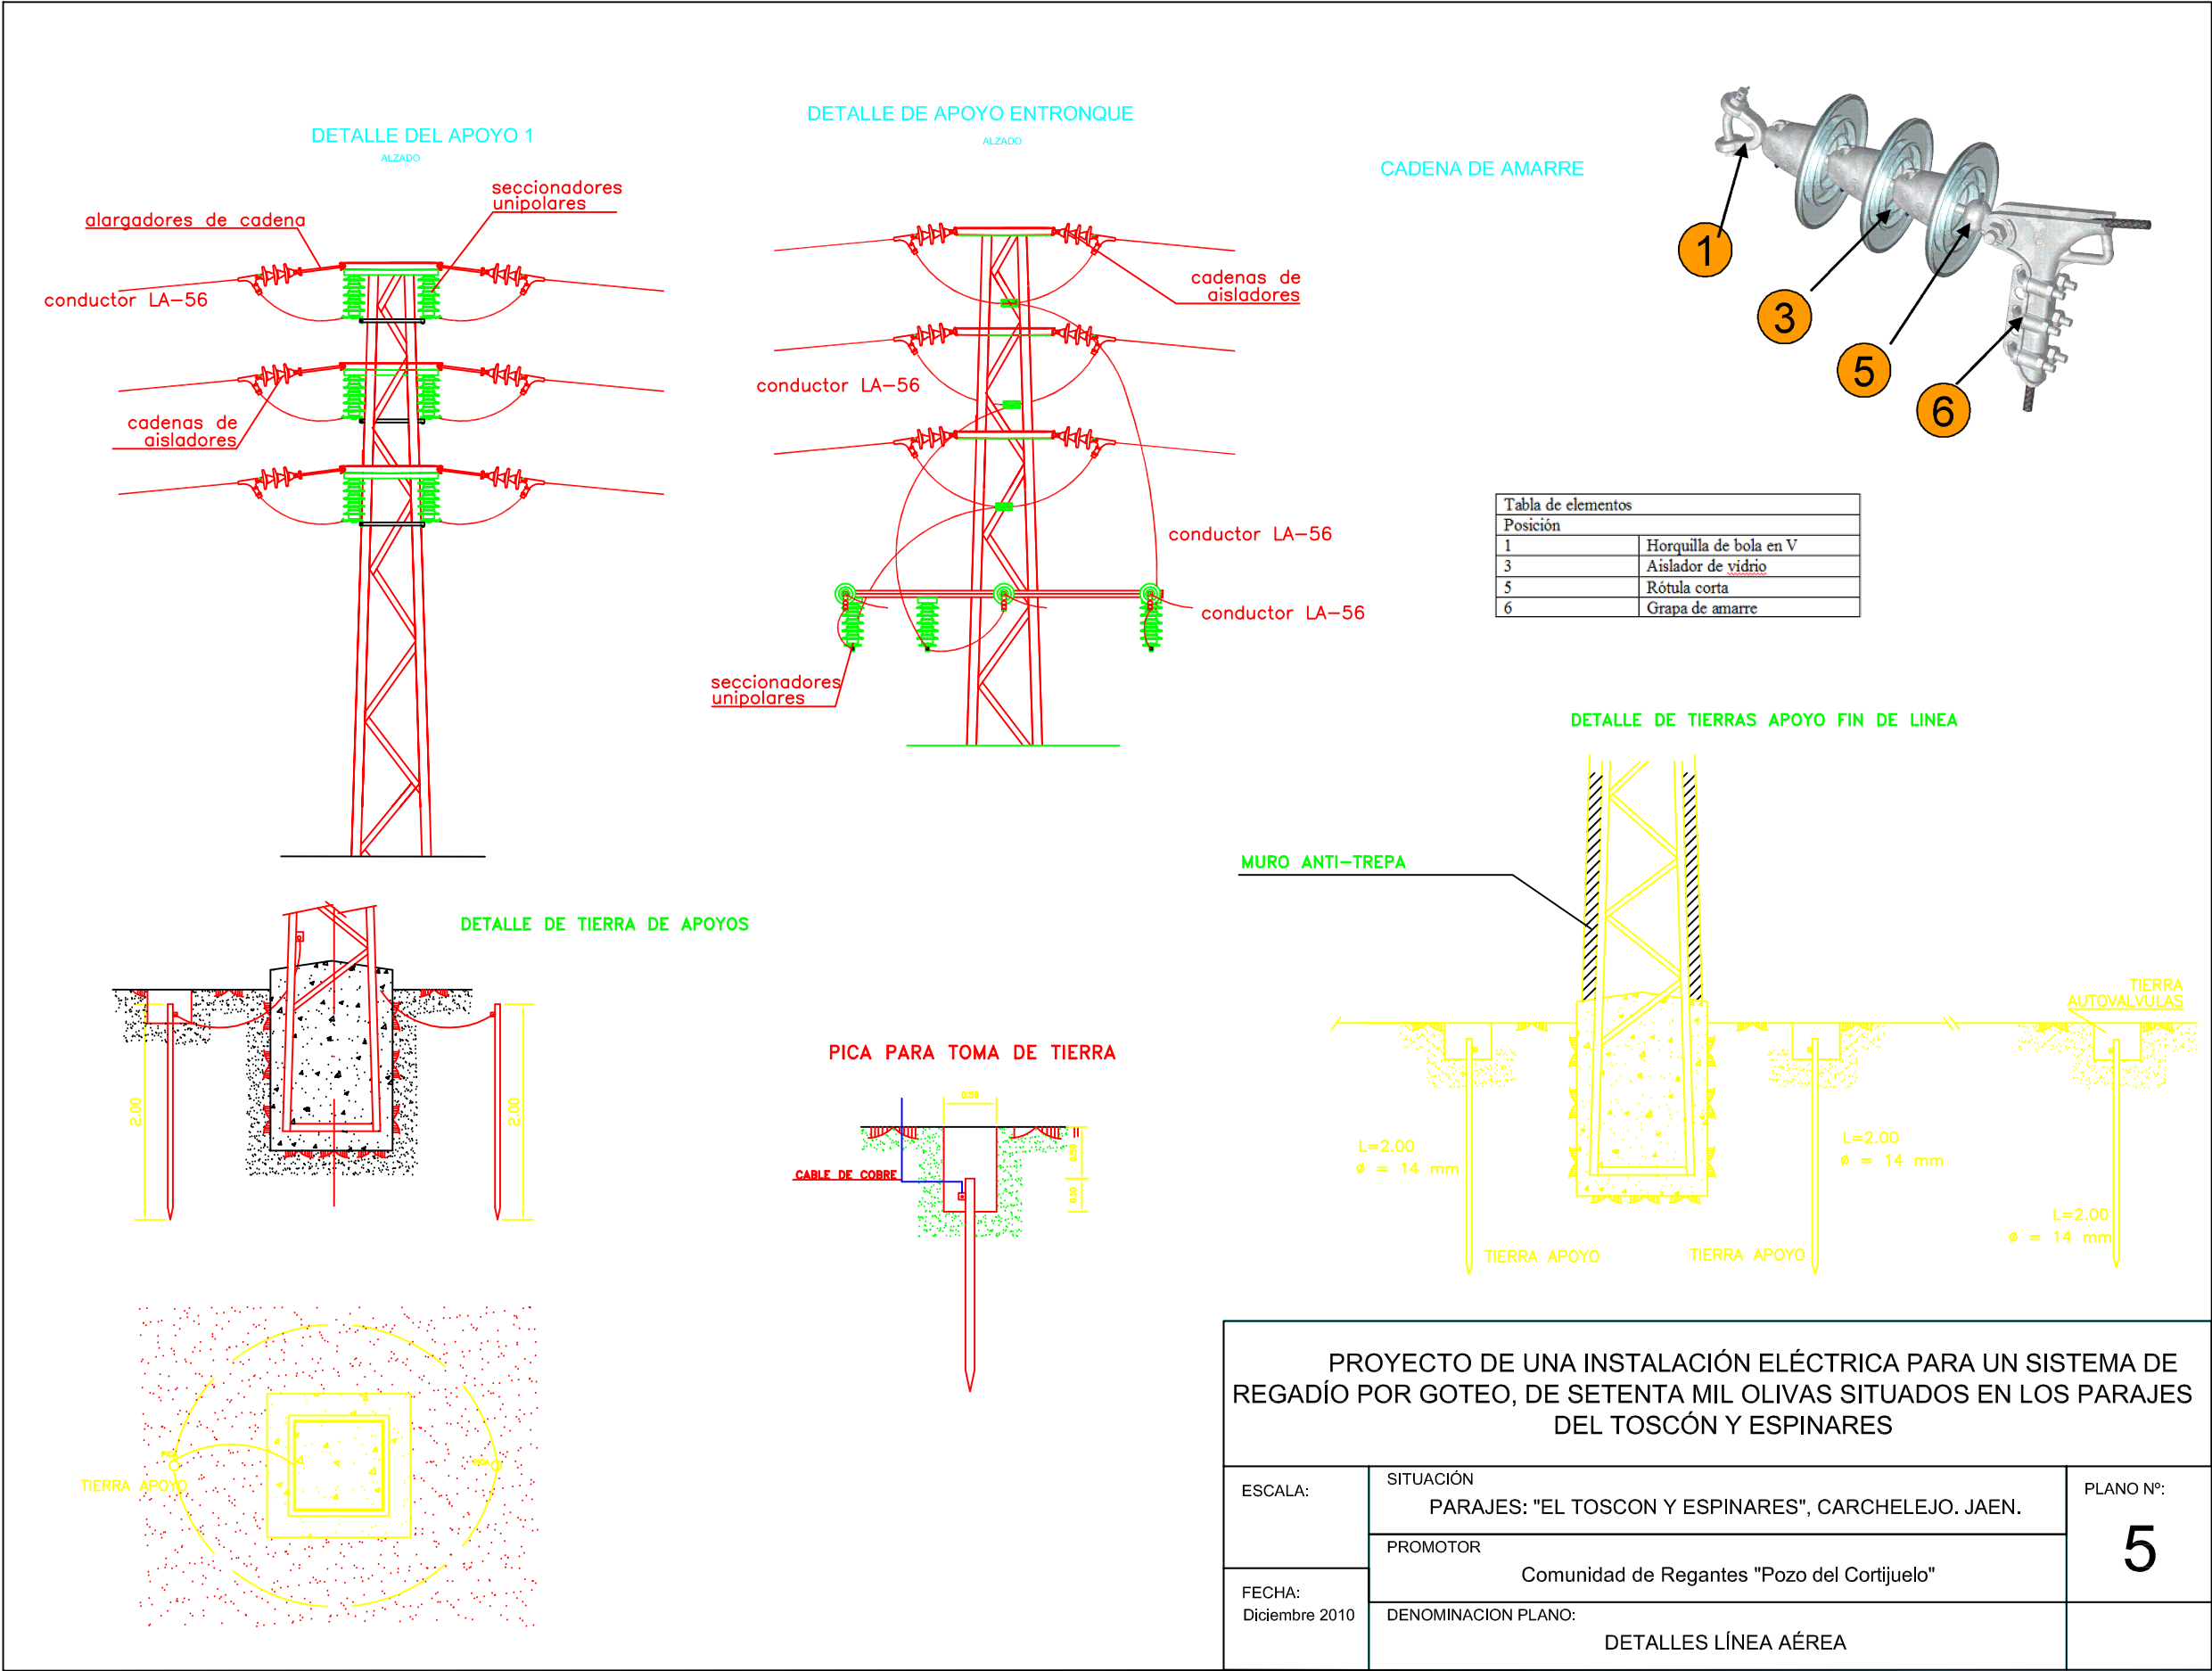 DETALLE DEL APOYO 1
ALZADO
alargadores de cadena
seccionadores
unipolares
conductor LA-56
cadenas de
aisladores
DETALLE DE APOYO ENTRONQUE
ALZADO
cadenas de
aisladores
conductor LA-56
conductor LA-56
conductor LA-56
seccionadores
unipolares
CADENA DE AMARRE
1
3
5
6
Tabla de elementos
Posición
1 Horquilla de bola en V
3 Aislador de vídrio
5 Rótula corta
6 Grapa de amarre
DETALLE DE TIERRAS APOYO FIN DE LINEA
MURO ANTI-TREPA
TIERRA
AUTOVALVULAS
L=2.00
ø = 14 mm
L=2.00
ø = 14 mm
L=2.00
ø = 14 mm
TIERRA APOYO
TIERRA APOYO
DETALLE DE TIERRA DE APOYOS
2.00
2.00
PICA PARA TOMA DE TIERRA
0.50
CABLE DE COBRE
0.50
TIERRA APOYO
PROYECTO DE UNA INSTALACIÓN ELÉCTRICA PARA UN SISTEMA DE
REGADÍO POR GOTEO, DE SETENTA MIL OLIVAS SITUADOS EN LOS PARAJES
DEL TOSCÓN Y ESPINARES
ESCALA:
SITUACIÓN
PARAJES: "EL TOSCON Y ESPINARES", CARCHELEJO. JAEN.
PLANO Nº:
5
PROMOTOR
Comunidad de Regantes "Pozo del Cortijuelo"
FECHA:
Diciembre 2010
DENOMINACION PLANO:
DETALLES LÍNEA AÉREA